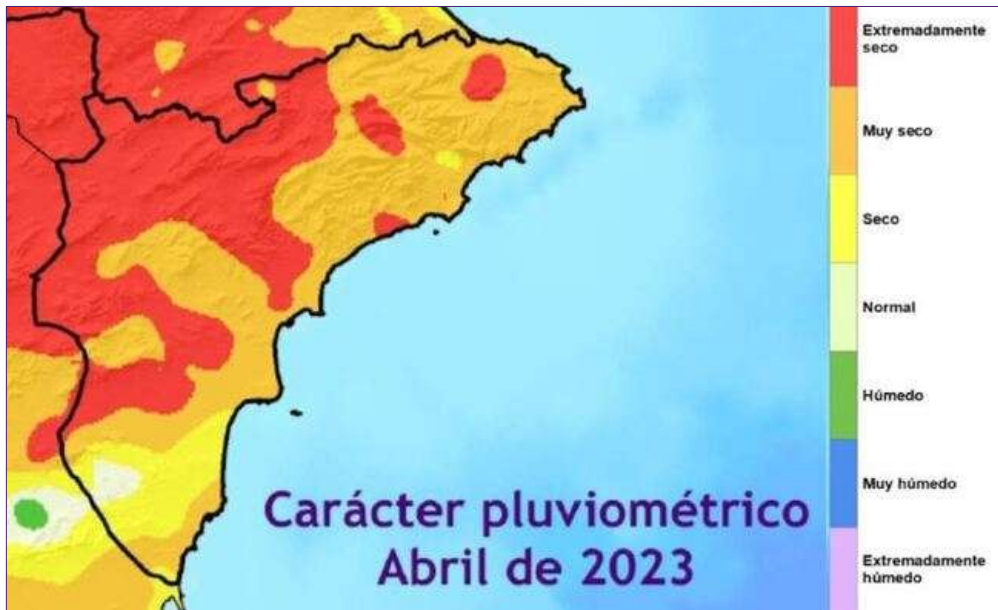 Extremadamente
seco
Muy seco
Seco
Normal
Húmedo
Muy húmedo
Extremadamente
húmedo
Carácter pluviométrico
Abril de 2023